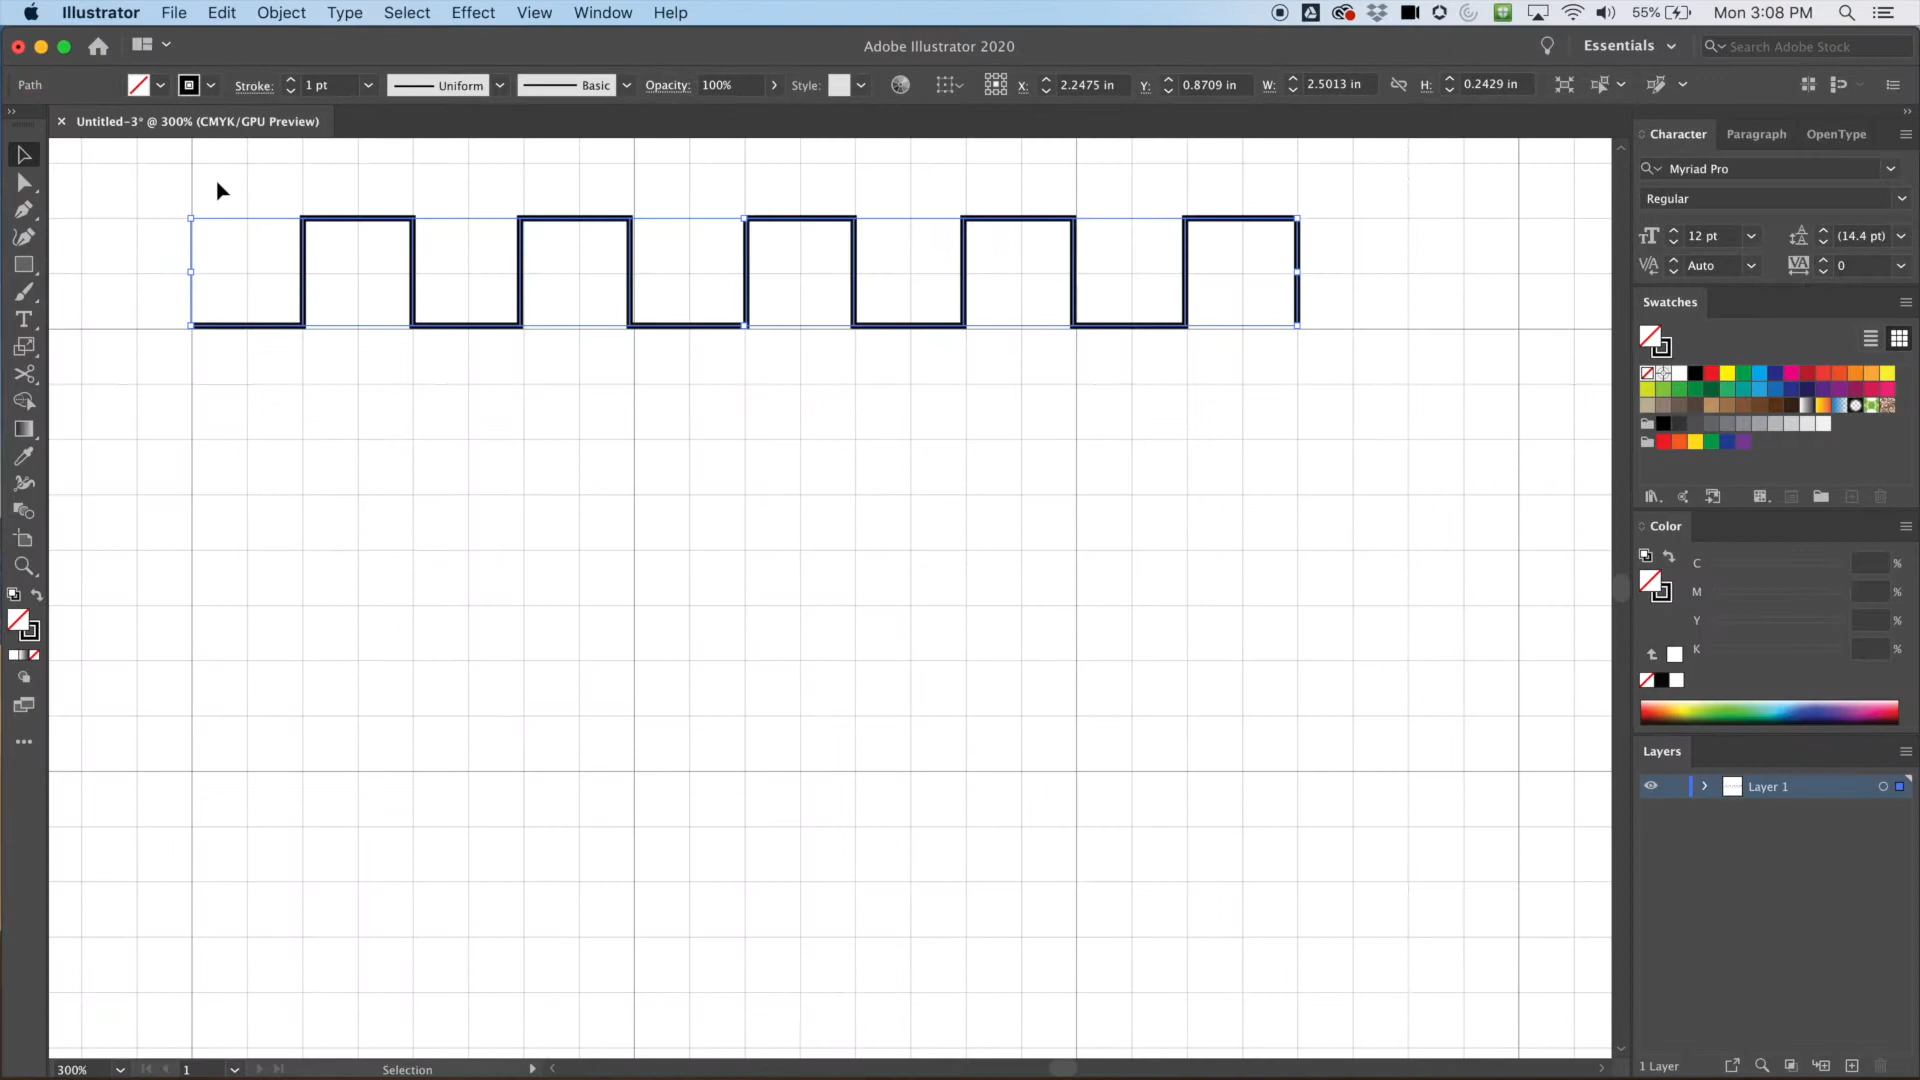 Illustrator File Edit Object Type Select Effect View Window Help 55% Mon 3:08 PM
Adobe Illustrator 2020 Essentials Search Adobe Stock
Path Stroke: 1 pt Uniform Basic Opacity: 100% Style: X: 2.2475 in Y: 0.8709 in W: 2.5013 in H: 0.2429 in
Untitled-3* @ 300% (CMYK/GPU Preview)
Character Paragraph OpenType
Myriad Pro
Regular
12 pt (14.4 pt)
Auto 0
Swatches
Color
C %
M %
Y %
K %
Layers
Layer 1
300% 1 Selection 1 Layer